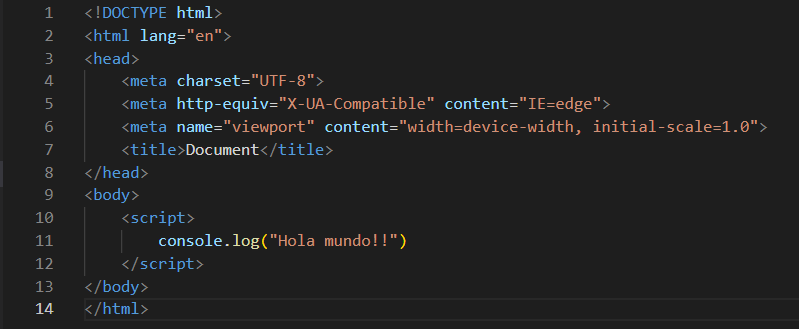 1 <!DOCTYPE html>
2 <html lang="en">
3 <head>
4     <meta charset="UTF-8">
5     <meta http-equiv="X-UA-Compatible" content="IE=edge">
6     <meta name="viewport" content="width=device-width, initial-scale=1.0">
7     <title>Document</title>
8 </head>
9 <body>
10     <script>
11         console.log("Hola mundo!!")
12     </script>
13 </body>
14 </html>